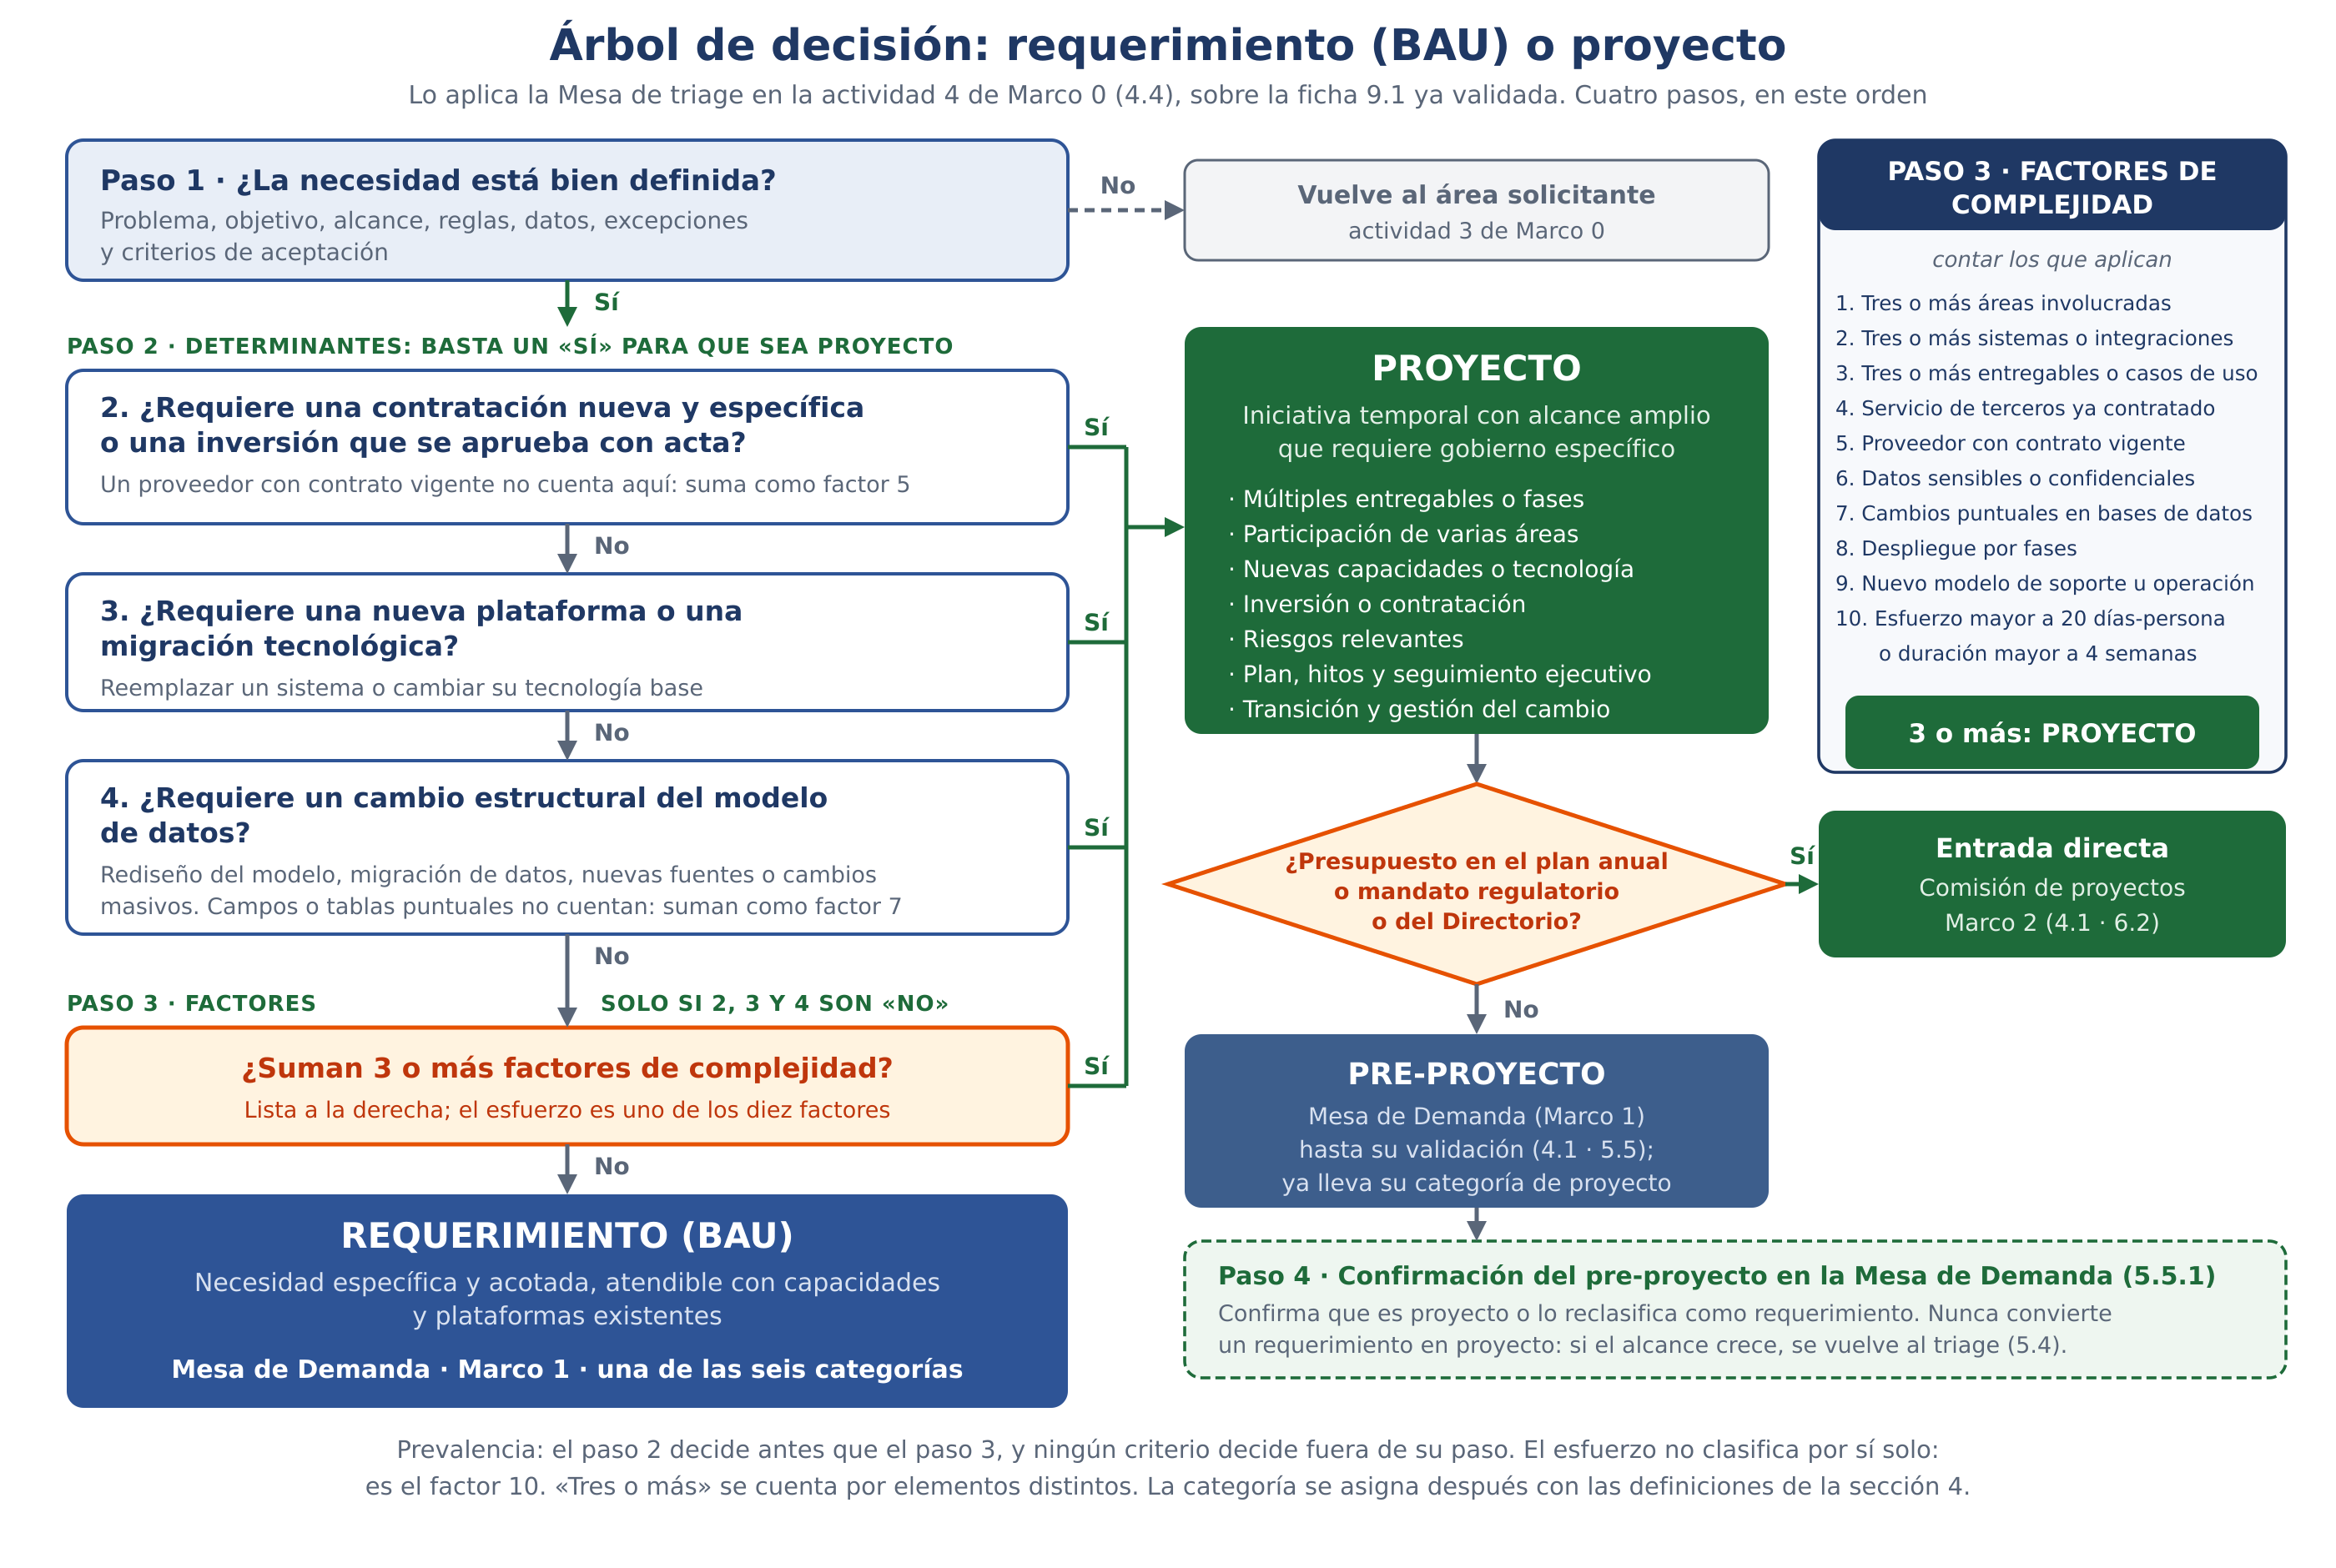 Árbol de decisión: requerimiento (BAU) o proyecto
Lo aplica la Mesa de triage en la actividad 4 de Marco 0 (4.4), sobre la ficha 9.1 ya validada. Cuatro pasos, en este orden
Paso 1 · ¿La necesidad está bien definida?
Problema, objetivo, alcance, reglas, datos, excepciones
y criterios de aceptación
No
Vuelve al área solicitante
actividad 3 de Marco 0
Sí
PASO 2 · DETERMINANTES: BASTA UN «SÍ» PARA QUE SEA PROYECTO
2. ¿Requiere una contratación nueva y específica
o una inversión que se aprueba con acta?
Un proveedor con contrato vigente no cuenta aquí: suma como factor 5
Sí
No
3. ¿Requiere una nueva plataforma o una
migración tecnológica?
Reemplazar un sistema o cambiar su tecnología base
Sí
No
4. ¿Requiere un cambio estructural del modelo
de datos?
Rediseño del modelo, migración de datos, nuevas fuentes o cambios
masivos. Campos o tablas puntuales no cuentan: suman como factor 7
Sí
No
PASO 3 · FACTORES
SOLO SI 2, 3 Y 4 SON «NO»
¿Suman 3 o más factores de complejidad?
Lista a la derecha; el esfuerzo es uno de los diez factores
Sí
No
REQUERIMIENTO (BAU)
Necesidad específica y acotada, atendible con capacidades
y plataformas existentes
Mesa de Demanda · Marco 1 · una de las seis categorías
PROYECTO
Iniciativa temporal con alcance amplio
que requiere gobierno específico
· Múltiples entregables o fases
· Participación de varias áreas
· Nuevas capacidades o tecnología
· Inversión o contratación
· Riesgos relevantes
· Plan, hitos y seguimiento ejecutivo
· Transición y gestión del cambio
¿Presupuesto en el plan anual
o mandato regulatorio
o del Directorio?
Sí
Entrada directa
Comisión de proyectos
Marco 2 (4.1 · 6.2)
No
PRE-PROYECTO
Mesa de Demanda (Marco 1)
hasta su validación (4.1 · 5.5);
ya lleva su categoría de proyecto
Paso 4 · Confirmación del pre-proyecto en la Mesa de Demanda (5.5.1)
Confirma que es proyecto o lo reclasifica como requerimiento. Nunca convierte
un requerimiento en proyecto: si el alcance crece, se vuelve al triage (5.4).
PASO 3 · FACTORES DE
COMPLEJIDAD
contar los que aplican
1. Tres o más áreas involucradas
2. Tres o más sistemas o integraciones
3. Tres o más entregables o casos de uso
4. Servicio de terceros ya contratado
5. Proveedor con contrato vigente
6. Datos sensibles o confidenciales
7. Cambios puntuales en bases de datos
8. Despliegue por fases
9. Nuevo modelo de soporte u operación
10. Esfuerzo mayor a 20 días-persona
o duración mayor a 4 semanas
3 o más: PROYECTO
Prevalencia: el paso 2 decide antes que el paso 3, y ningún criterio decide fuera de su paso. El esfuerzo no clasifica por sí solo:
es el factor 10. «Tres o más» se cuenta por elementos distintos. La categoría se asigna después con las definiciones de la sección 4.